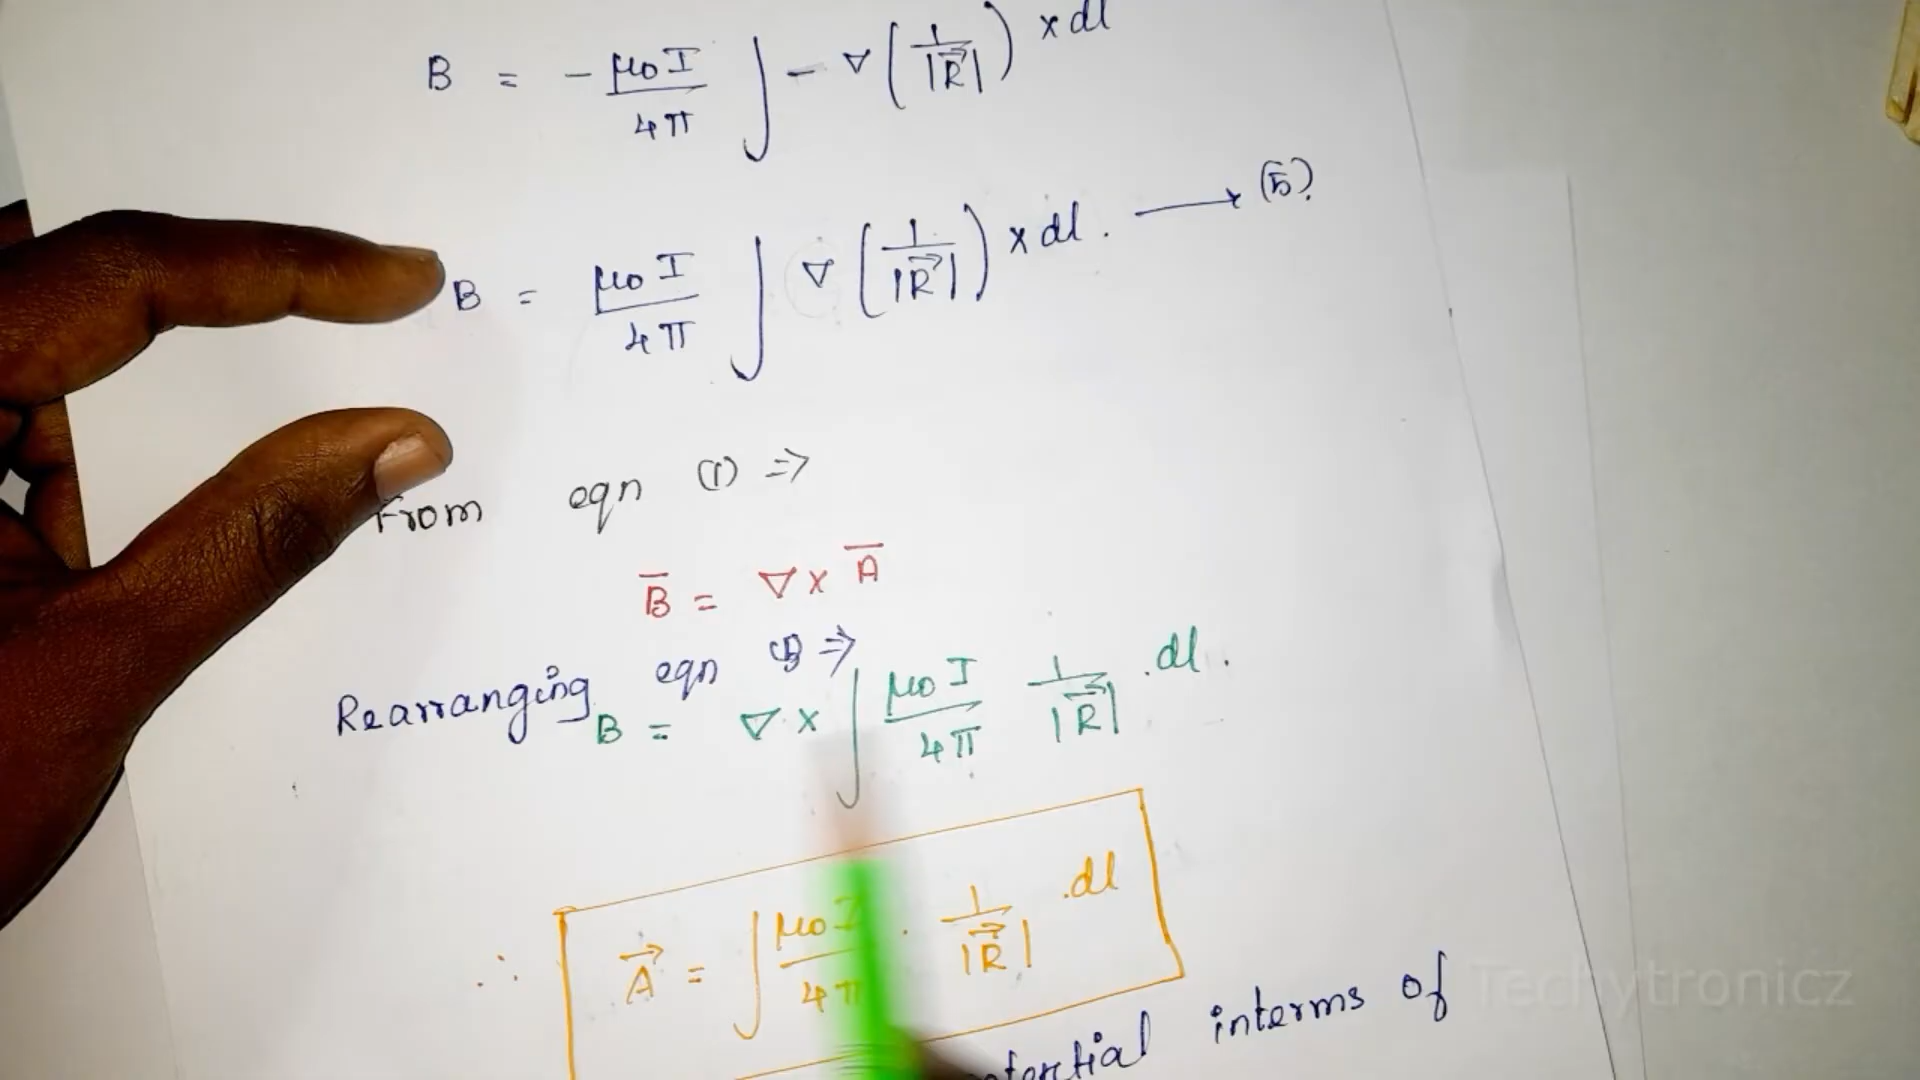 B = - μ0 I / 4π ∫ - ∇ (1 / |R⃗|) × dl
B = μ0 I / 4π ∫ ∇ (1 / |R⃗|) × dl. → (5)
From eqn (1) ⇒
B̅ = ∇ × A̅
Rearranging eqn ⇒
B = ∇ × ∫ μ0 I / 4π 1 / |R⃗| .dl.
∴ A⃗ = ∫ μ0 I / 4π . 1 / |R⃗| .dl
interms of
Techytronicz